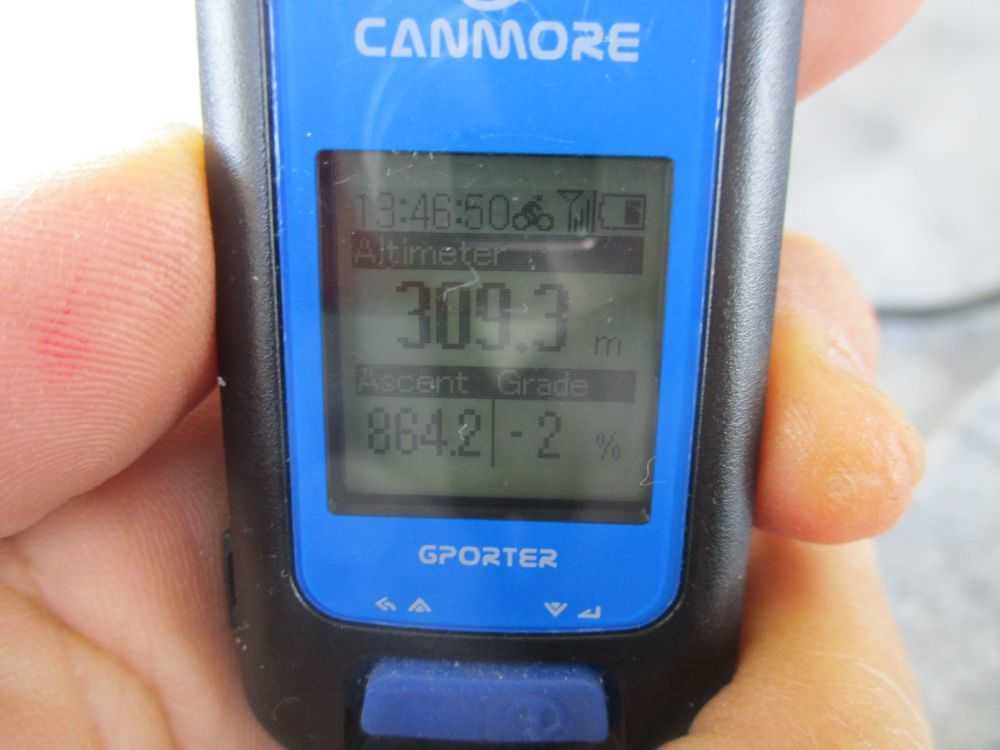 CANMORE
13:46:50
Altimeter
309.3 m
Ascent Grade
864.2 -2 %
GPORTER